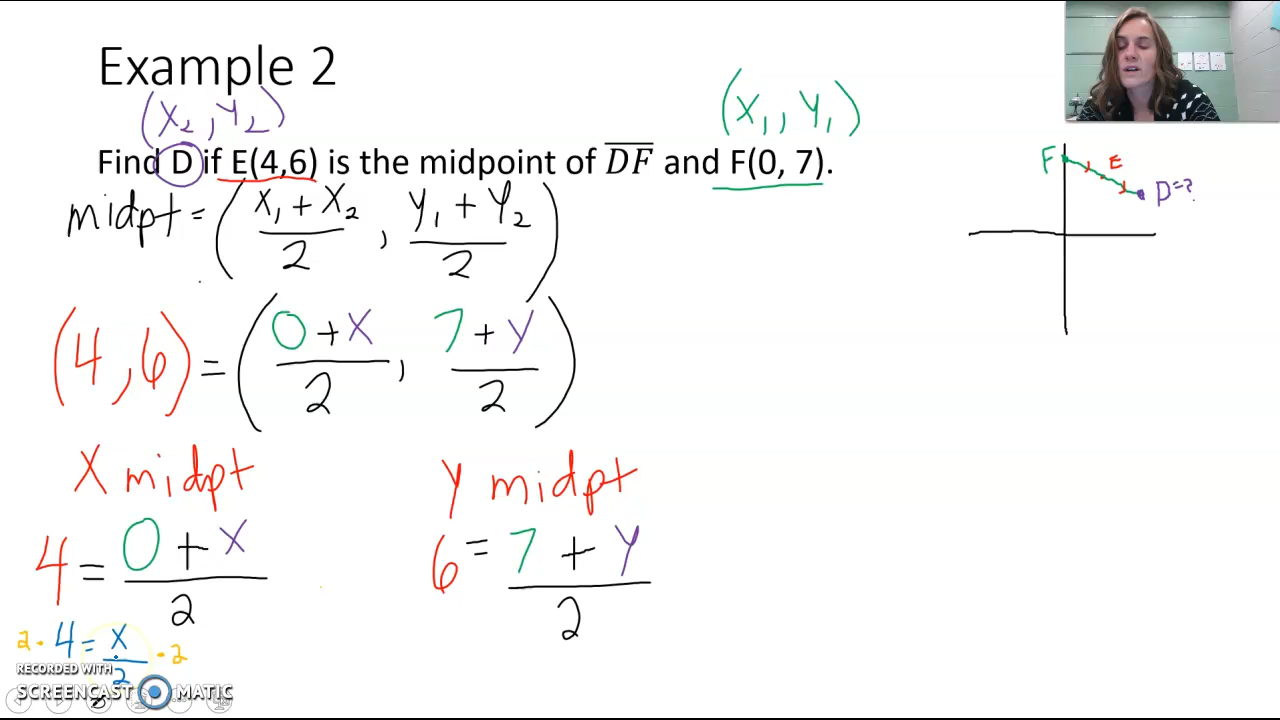 Example 2
(X₂, Y₂)
(X₁, Y₁)
Find D if E(4,6) is the midpoint of D̅F̅ and F(0, 7).
F
E
D=?
midpt = (X₁ + X₂ / 2, Y₁ + Y₂ / 2)
(4, 6) = (0 + X / 2, 7 + Y / 2)
X midpt
Y midpt
4 = 0 + X / 2
6 = 7 + Y / 2
2 · 4 = X / 2 · 2
RECORDED WITH
SCREENCAST MATIC